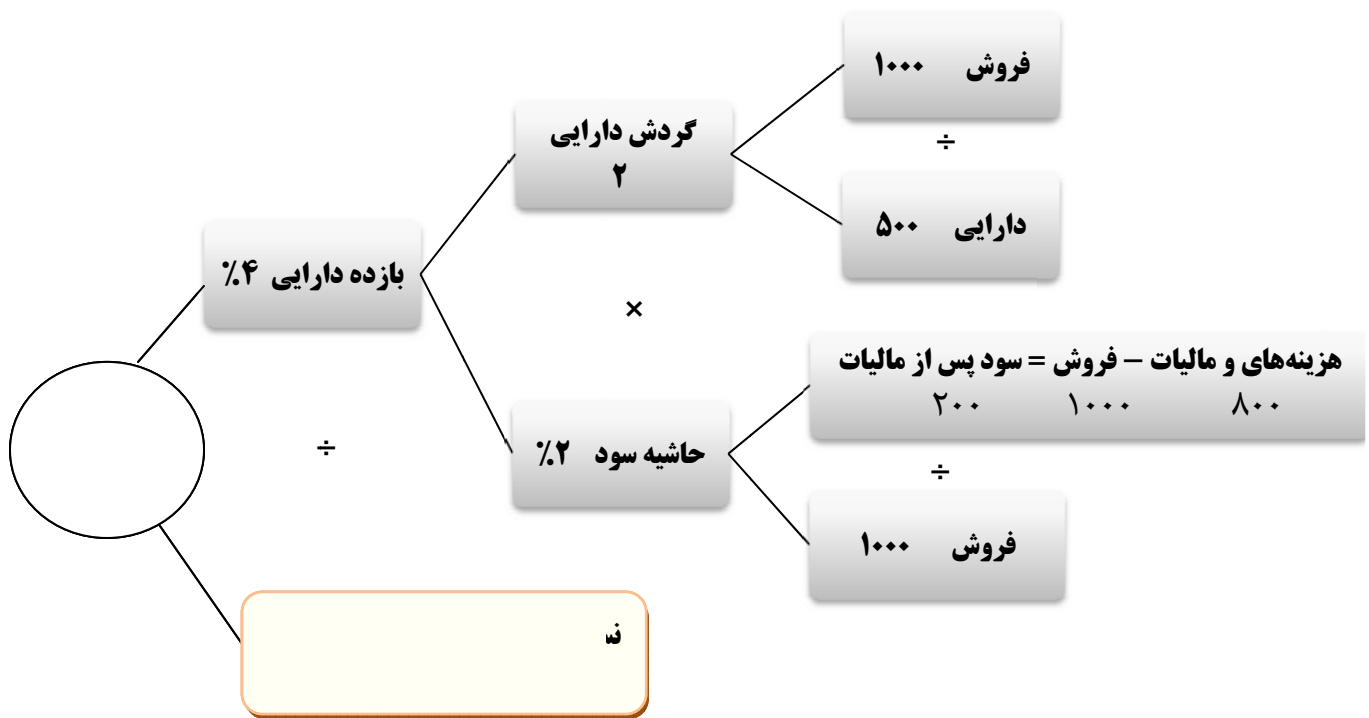 فروش ۱۰۰۰
÷
گردش دارایی
۲
دارایی ۵۰۰
بازده دارایی ۴٪
×
هزینه‌های و مالیات – فروش = سود پس از مالیات
۲۰۰ ۱۰۰۰ ۸۰۰
÷
حاشیه سود ۲٪
÷
فروش ۱۰۰۰